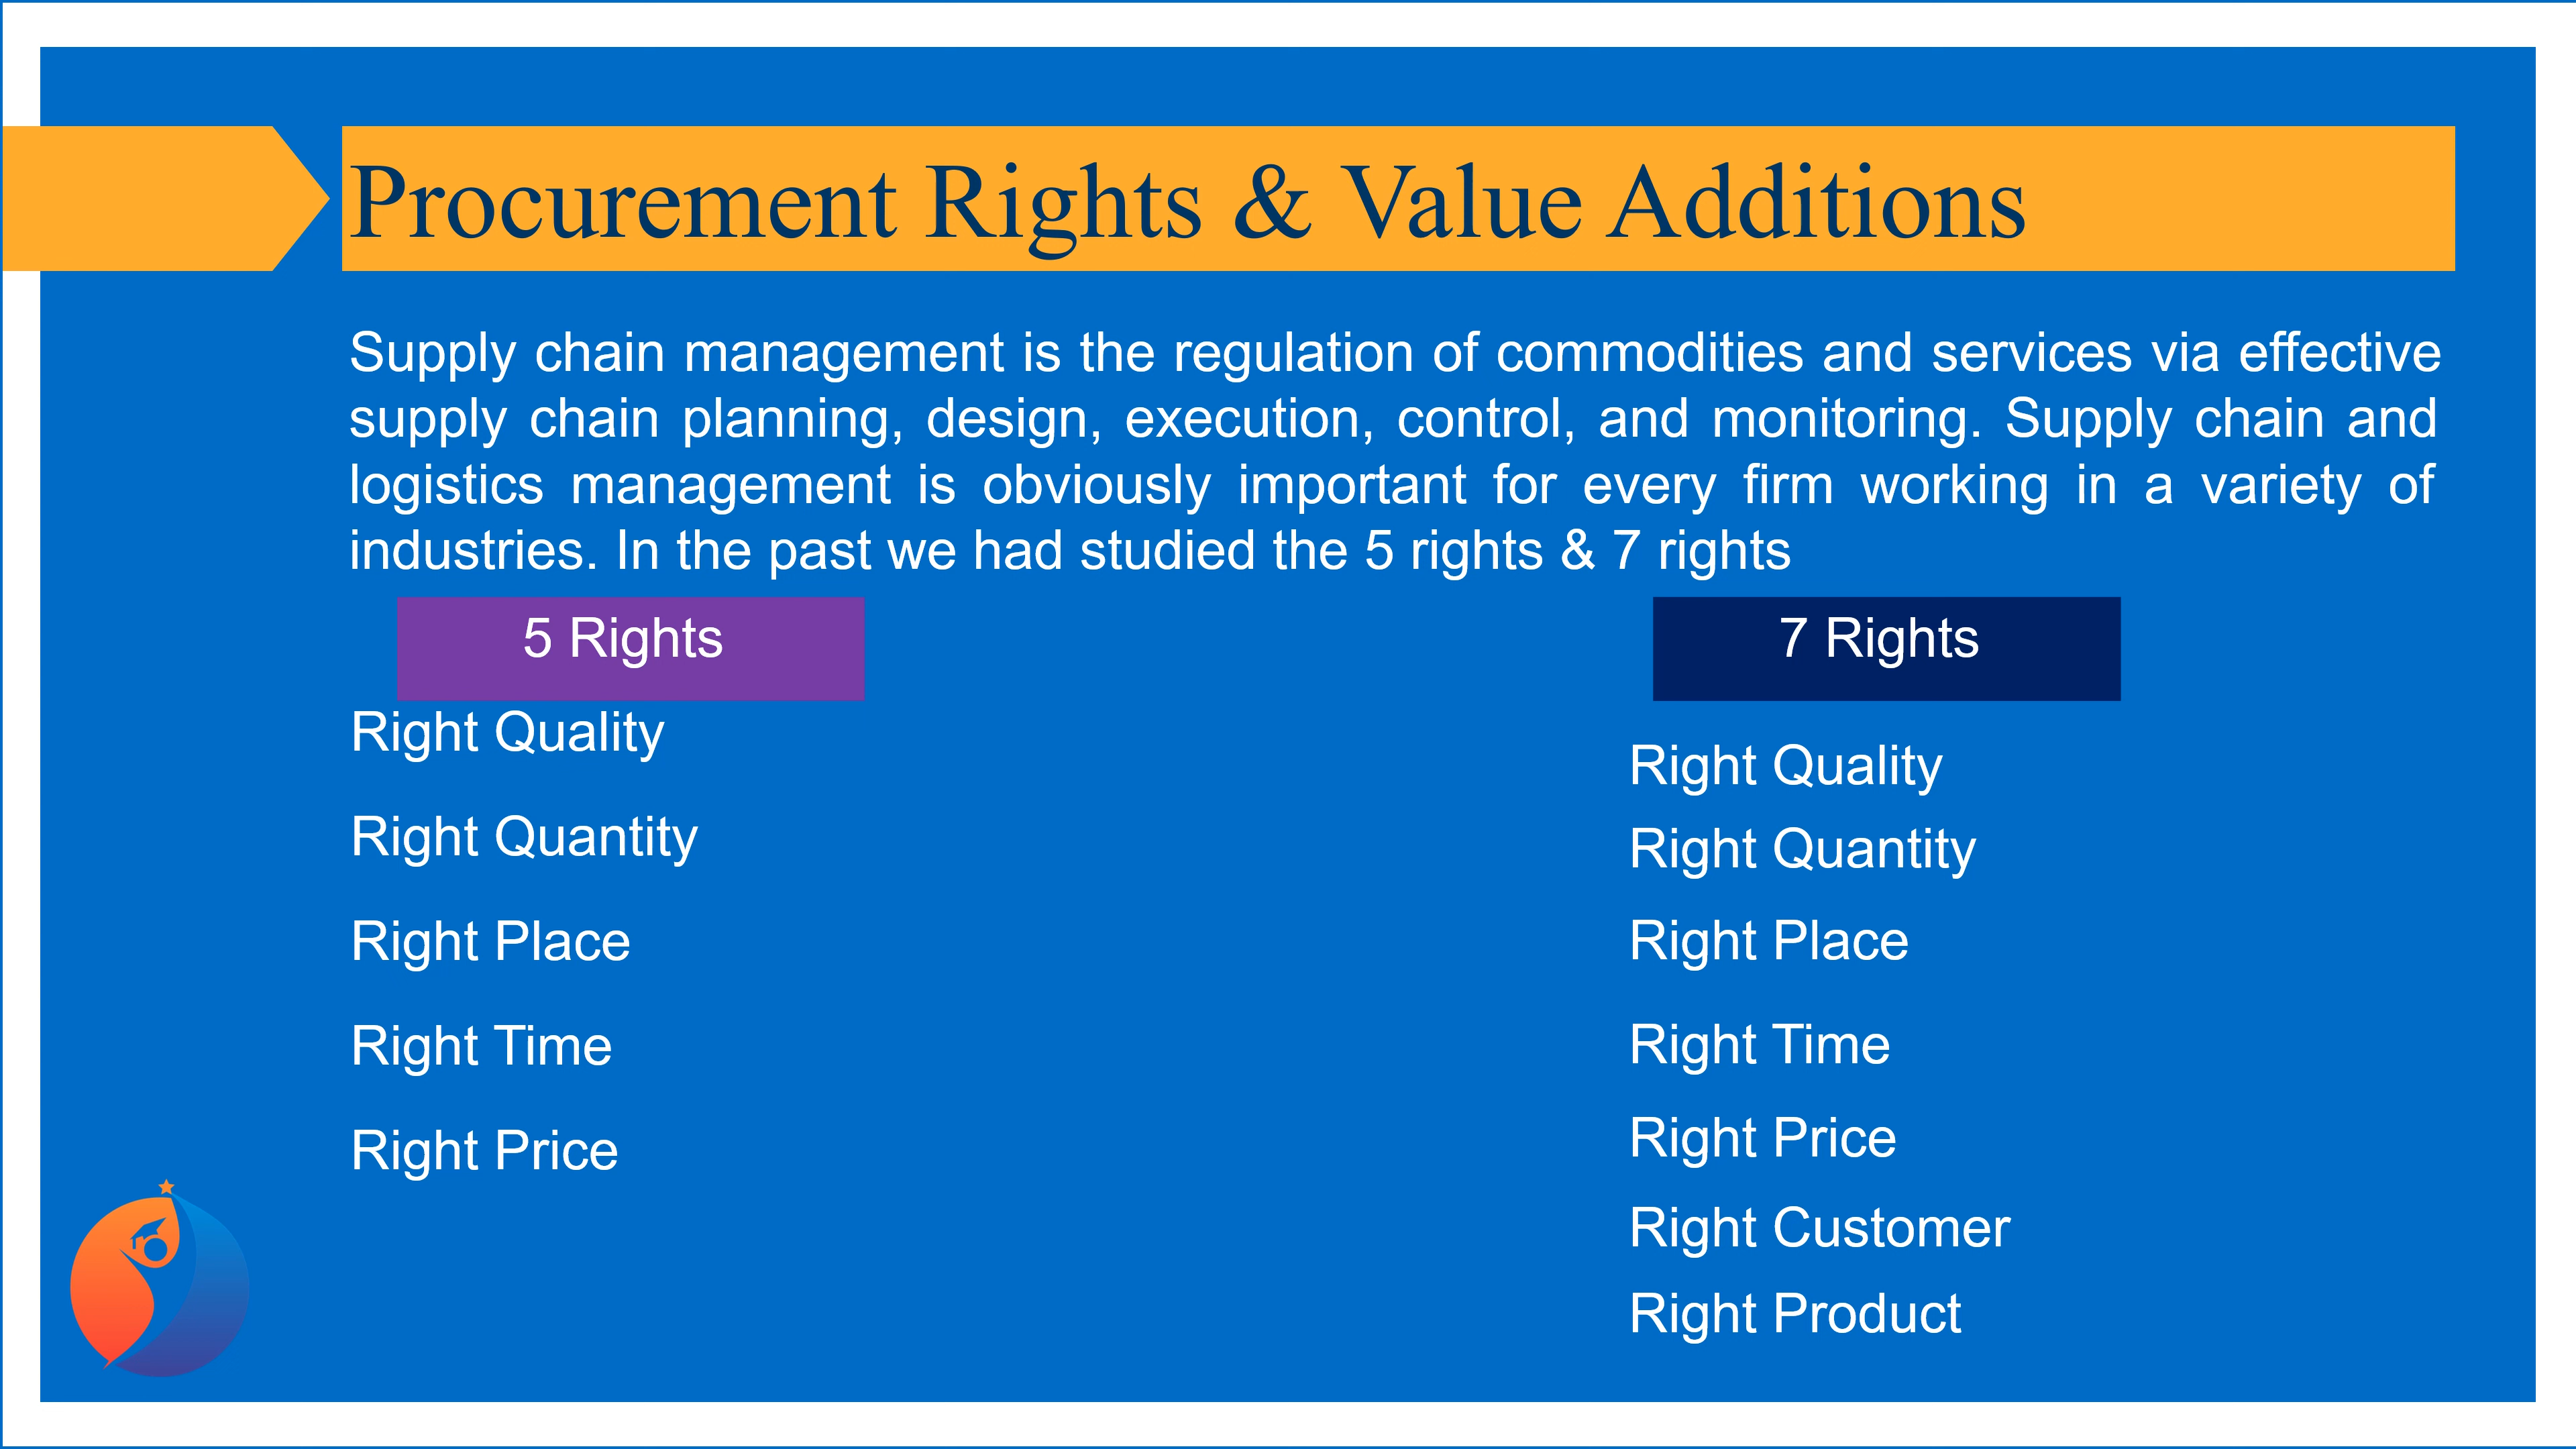 Procurement Rights & Value Additions
Supply chain management is the regulation of commodities and services via effective
supply chain planning, design, execution, control, and monitoring. Supply chain and
logistics management is obviously important for every firm working in a variety of
industries. In the past we had studied the 5 rights & 7 rights
5 Rights
Right Quality
Right Quantity
Right Place
Right Time
Right Price
7 Rights
Right Quality
Right Quantity
Right Place
Right Time
Right Price
Right Customer
Right Product